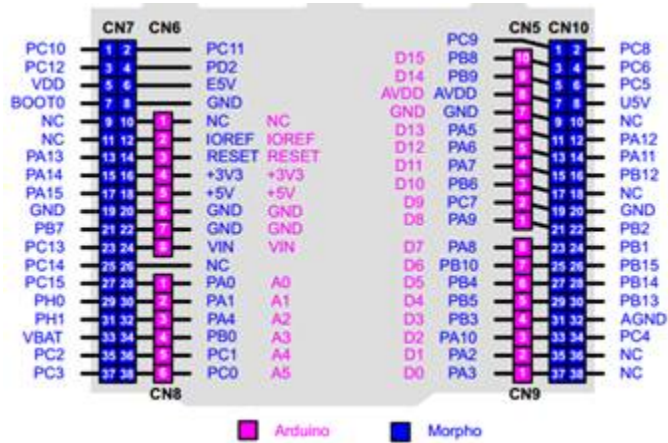 CN7 CN6 CN5 CN10
PC10 1 2 PC11 PC9 1 2 PC8
PC12 3 4 PD2 D15 PB8 10 3 4 PC6
VDD 5 6 E5V D14 PB9 9 5 6 PC5
BOOT0 7 8 GND AVDD AVDD 8 7 8 U5V
NC 9 10 1 NC NC GND GND 7 9 10 NC
NC 11 12 2 IOREF IOREF D13 PA5 6 11 12 PA12
PA13 13 14 3 RESET RESET D12 PA6 5 13 14 PA11
PA14 15 16 4 +3V3 +3V3 D11 PA7 4 15 16 PB12
PA15 17 18 5 +5V +5V D10 PB6 3 17 18 NC
GND 19 20 6 GND GND D9 PC7 2 19 20 GND
PB7 21 22 7 GND GND D8 PA9 1 21 22 PB2
PC13 23 24 8 VIN VIN D7 PA8 8 23 24 PB1
PC14 25 26 NC D6 PB10 7 25 26 PB15
PC15 27 28 1 PA0 A0 D5 PB4 6 27 28 PB14
PH0 29 30 2 PA1 A1 D4 PB5 5 29 30 PB13
PH1 31 32 3 PA4 A2 D3 PB3 4 31 32 AGND
VBAT 33 34 4 PB0 A3 D2 PA10 3 33 34 PC4
PC2 35 36 5 PC1 A4 D1 PA2 2 35 36 NC
PC3 37 38 6 PC0 A5 D0 PA3 1 37 38 NC
CN8 CN9
Arduino Morpho